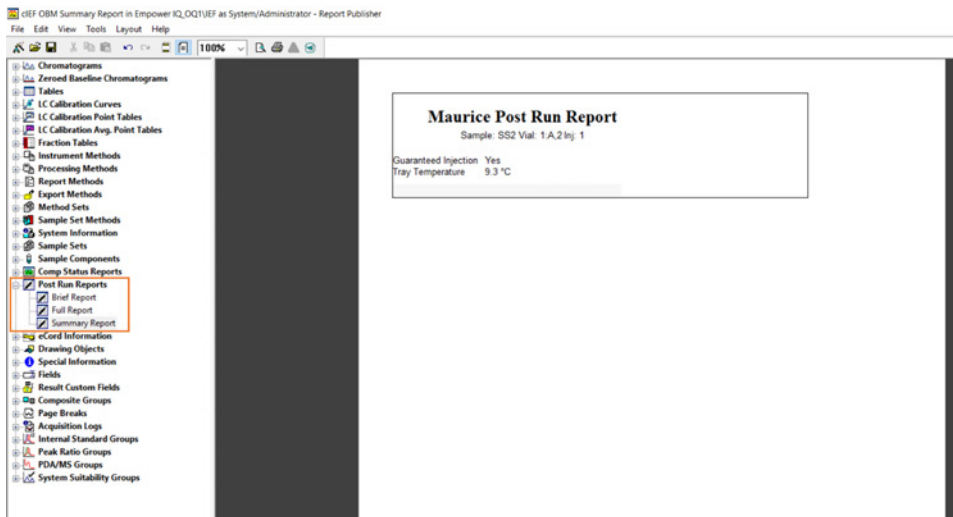 cIEF OBM Summary Report in Empower IQ_OQ1\IEF as System/Administrator - Report Publisher
File Edit View Tools Layout Help
100%
Chromatograms
Zeroed Baseline Chromatograms
Tables
LC Calibration Curves
LC Calibration Point Tables
LC Calibration Avg. Point Tables
Fraction Tables
Instrument Methods
Processing Methods
Report Methods
Export Methods
Method Sets
Sample Set Methods
System Information
Sample Sets
Sample Components
Comp Status Reports
Post Run Reports
Brief Report
Full Report
Summary Report
eCord Information
Drawing Objects
Special Information
Fields
Result Custom Fields
Composite Groups
Page Breaks
Acquisition Logs
Internal Standard Groups
Peak Ratio Groups
PDA/MS Groups
System Suitability Groups
Maurice Post Run Report
Sample: SS2 Vial: 1:A,2 Inj: 1
Guaranteed Injection Yes
Tray Temperature 9.3 °C